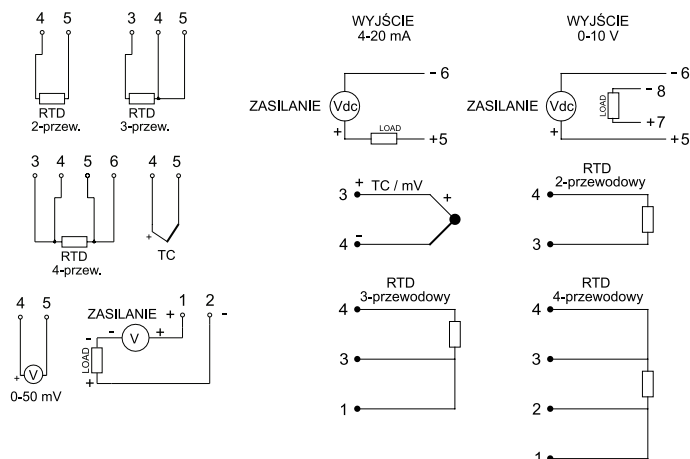 4 5
RTD
2-przew.
3 4 5
RTD
3-przew.
3 4 5 6
RTD
4-przew.
4 5
+
TC
4 5
+ V
0-50 mV
ZASILANIE + 1 2 -
- V +
-
LOAD
+
WYJŚCIE
4-20 mA
- 6
ZASILANIE Vdc
+ LOAD +5
WYJŚCIE
0-10 V
- 6
- 8
ZASILANIE Vdc LOAD
+7
+ +5
3 + TC / mV +
4 -
RTD
2-przewodowy
4
3
RTD
3-przewodowy
4
3
1
RTD
4-przewodowy
4
3
2
1